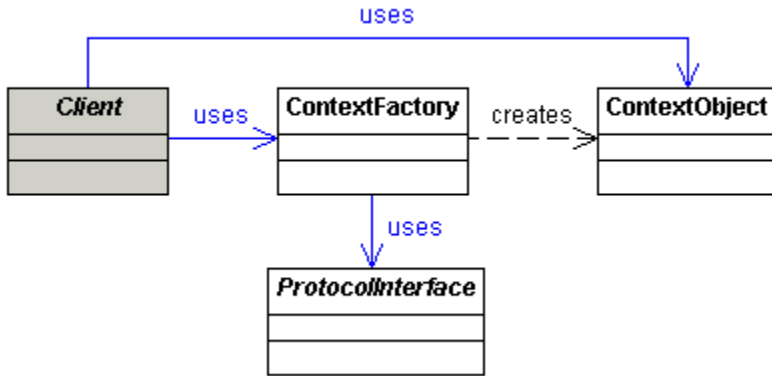 uses
Client
uses
ContextFactory
creates
ContextObject
uses
ProtocolInterface